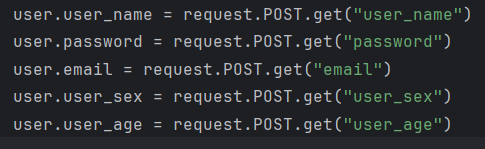 user.user_name = request.POST.get("user_name")
user.password = request.POST.get("password")
user.email = request.POST.get("email")
user.user_sex = request.POST.get("user_sex")
user.user_age = request.POST.get("user_age")